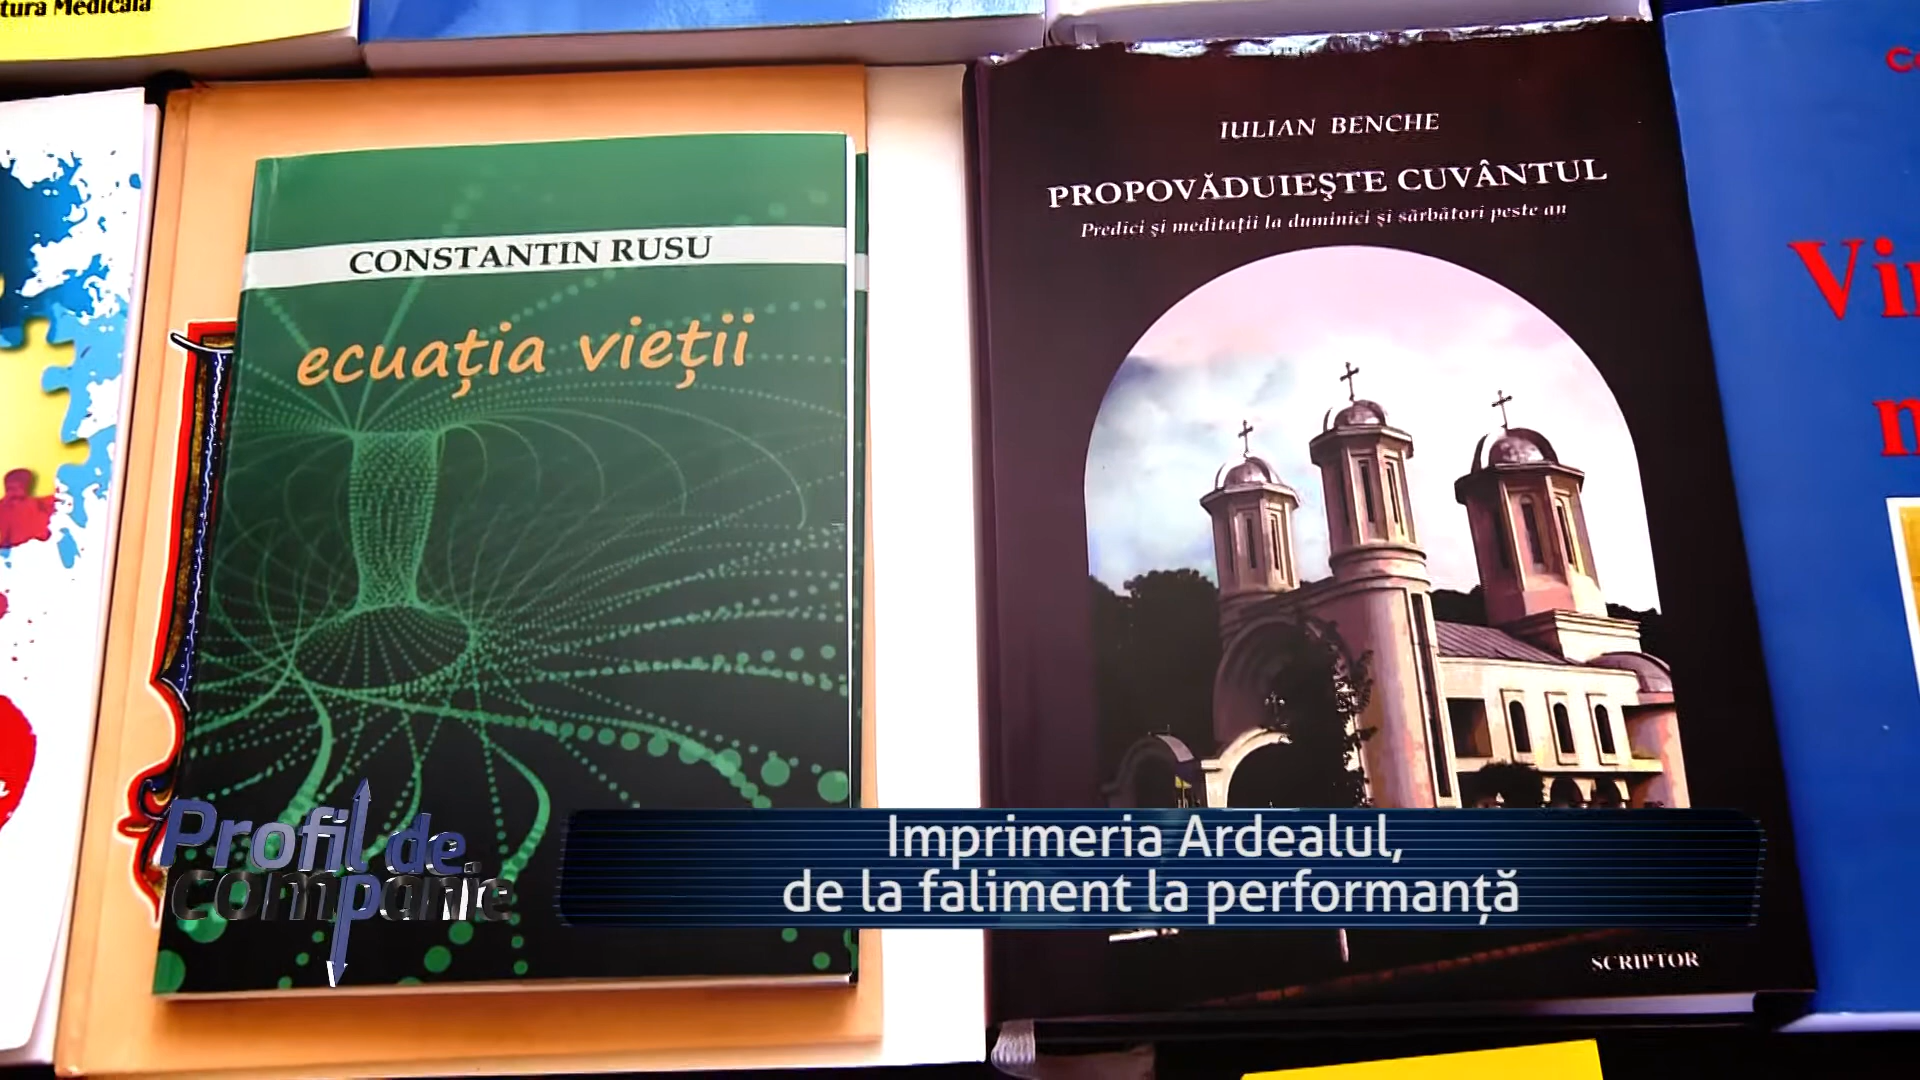 tura Medicală
CONSTANTIN RUSU
ecuația vieții
IULIAN BENCHE
PROPOVĂDUIEŞTE CUVÂNTUL
Predici şi meditaţii la duminici şi sărbători peste an
SCRIPTOR
Profil de
companie
Imprimeria Ardealul,
de la faliment la performanță